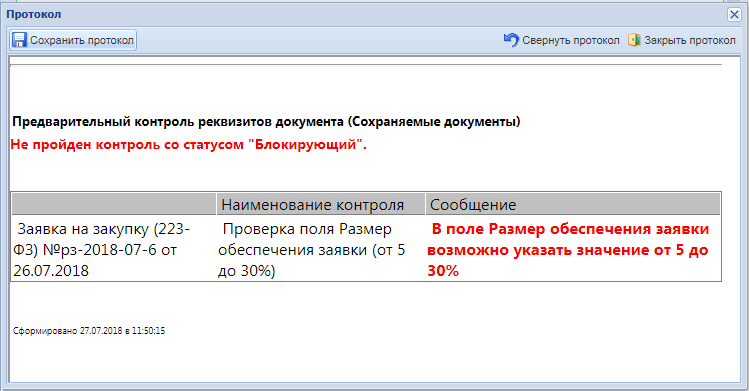 Протокол
Сохранить протокол Свернуть протокол Закрыть протокол
Предварительный контроль реквизитов документа (Сохраняемые документы)
Не пройден контроль со статусом "Блокирующий".
Наименование контроля Сообщение
Заявка на закупку (223- Проверка поля Размер В поле Размер обеспечения заявки
ФЗ) №рз-2018-07-6 от обеспечения заявки (от 5 возможно указать значение от 5 до
26.07.2018 до 30%) 30%
Сформировано 27.07.2018 в 11:50:15